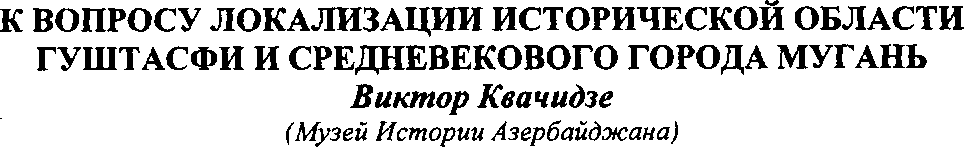 К ВОПРОСУ ЛОКАЛИЗАЦИИ ИСТОРИЧЕСКОЙ ОБЛАСТИ
ГУШТАСФИ И СРЕДНЕВЕКОВОГО ГОРОДА МУГАНЬ
Виктор Квачидзе
(Музей Истории Азербайджана)